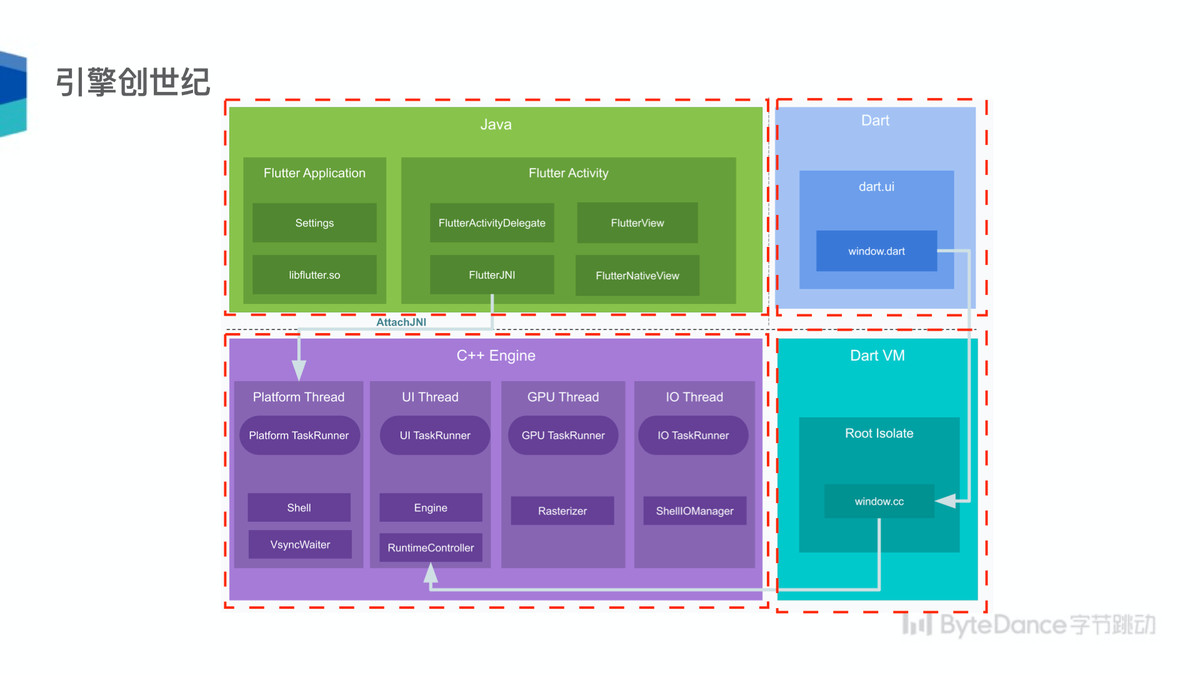 引擎创世纪
Java
Flutter Application
Settings
libflutter.so
Flutter Activity
FlutterActivityDelegate
FlutterView
FlutterJNI
FlutterNativeView
Dart
dart.ui
window.dart
AttachJNI
C++ Engine
Platform Thread
Platform TaskRunner
Shell
VsyncWaiter
UI Thread
UI TaskRunner
Engine
RuntimeController
GPU Thread
GPU TaskRunner
Rasterizer
IO Thread
IO TaskRunner
ShellIOManager
Dart VM
Root Isolate
window.cc
ByteDance字节跳动